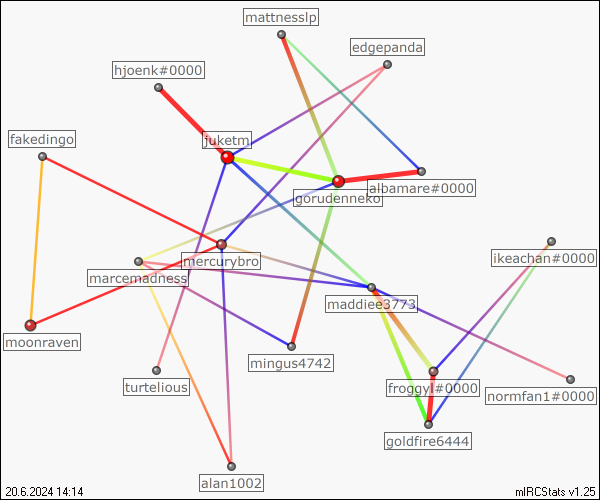 mattnesslp
edgepanda
hjoenk#0000
fakedingo
juketm
albamare#0000
gorudenneko
mercurybro
ikeachan#0000
marcemadness
maddiee3773
moonraven
mingus4742
turtelious
froggyl#0000
normfan1#0000
goldfire6444
alan1002
20.6.2024 14:14
mIRCStats v1.25